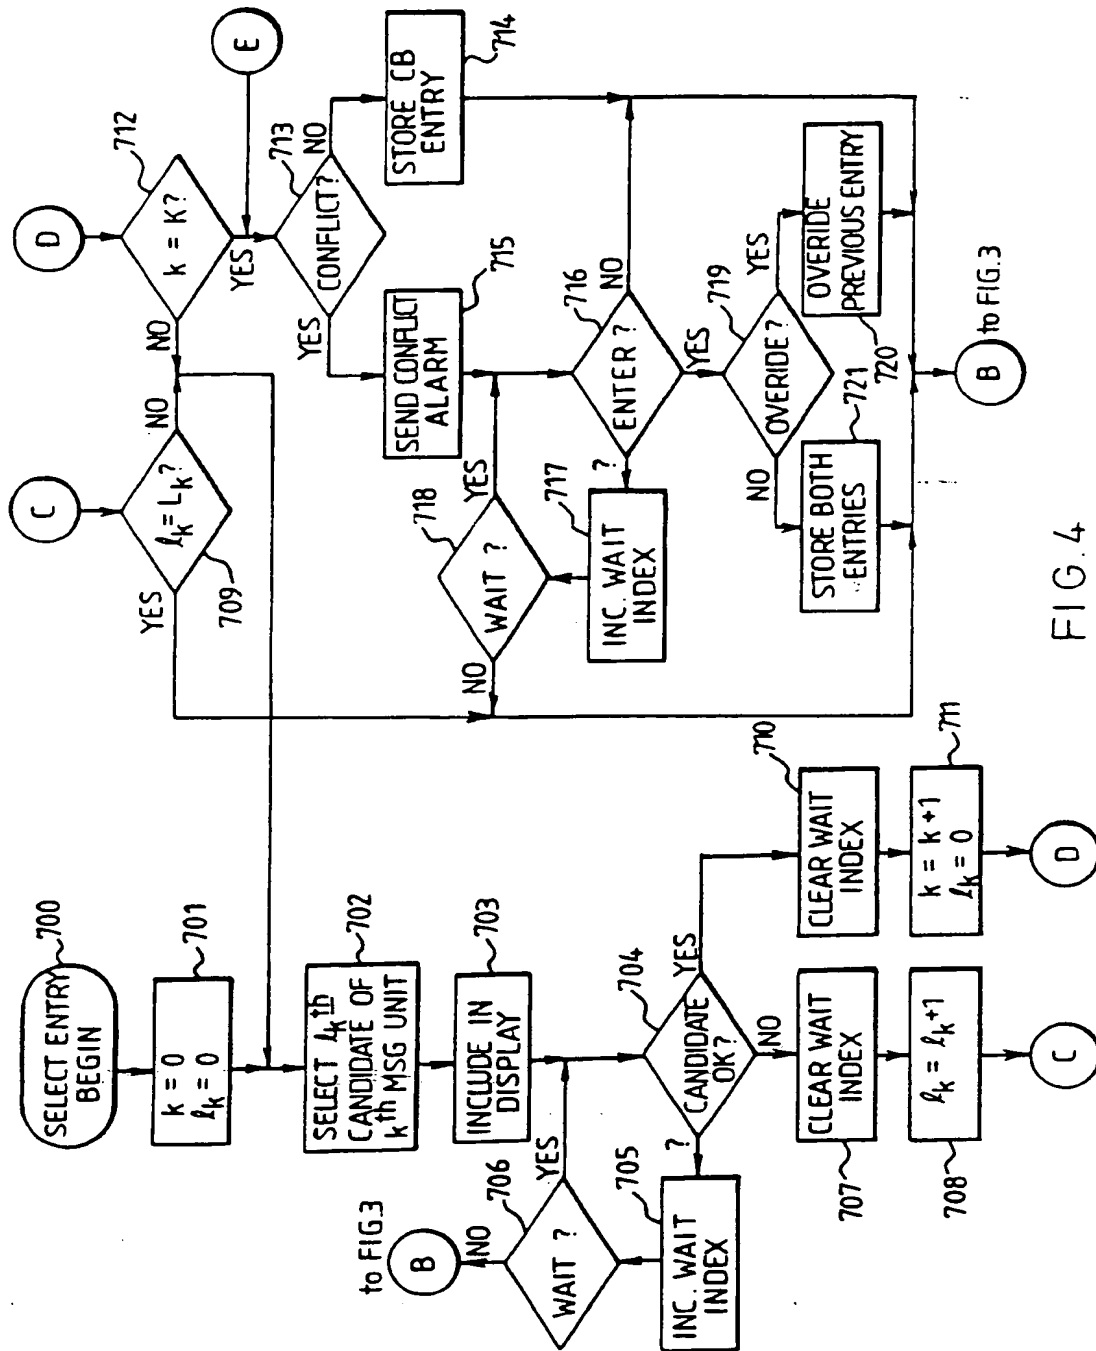 SELECT ENTRY
BEGIN
700
k = 0
ℓk = 0
701
SELECT ℓk th
CANDIDATE OF
k th MSG UNIT
702
INCLUDE IN
DISPLAY
703
CANDIDATE
OK?
704
YES
NO
?
INC. WAIT
INDEX
705
WAIT ?
706
YES
NO
B
to FIG.3
CLEAR WAIT
INDEX
707
ℓk = ℓk+1
708
C
CLEAR WAIT
INDEX
710
k = k+1
ℓk = 0
711
D
C
ℓk = Lk?
709
YES
NO
D
k = K?
712
NO
YES
E
CONFLICT?
713
YES
NO
STORE CB
ENTRY
714
SEND CONFLICT
ALARM
715
ENTER ?
716
NO
YES
?
INC. WAIT
INDEX
717
WAIT ?
718
YES
NO
OVERRIDE?
719
YES
NO
OVERIDE
PREVIOUS ENTRY
720
STORE BOTH
ENTRIES
721
B
to FIG.3
FIG.4